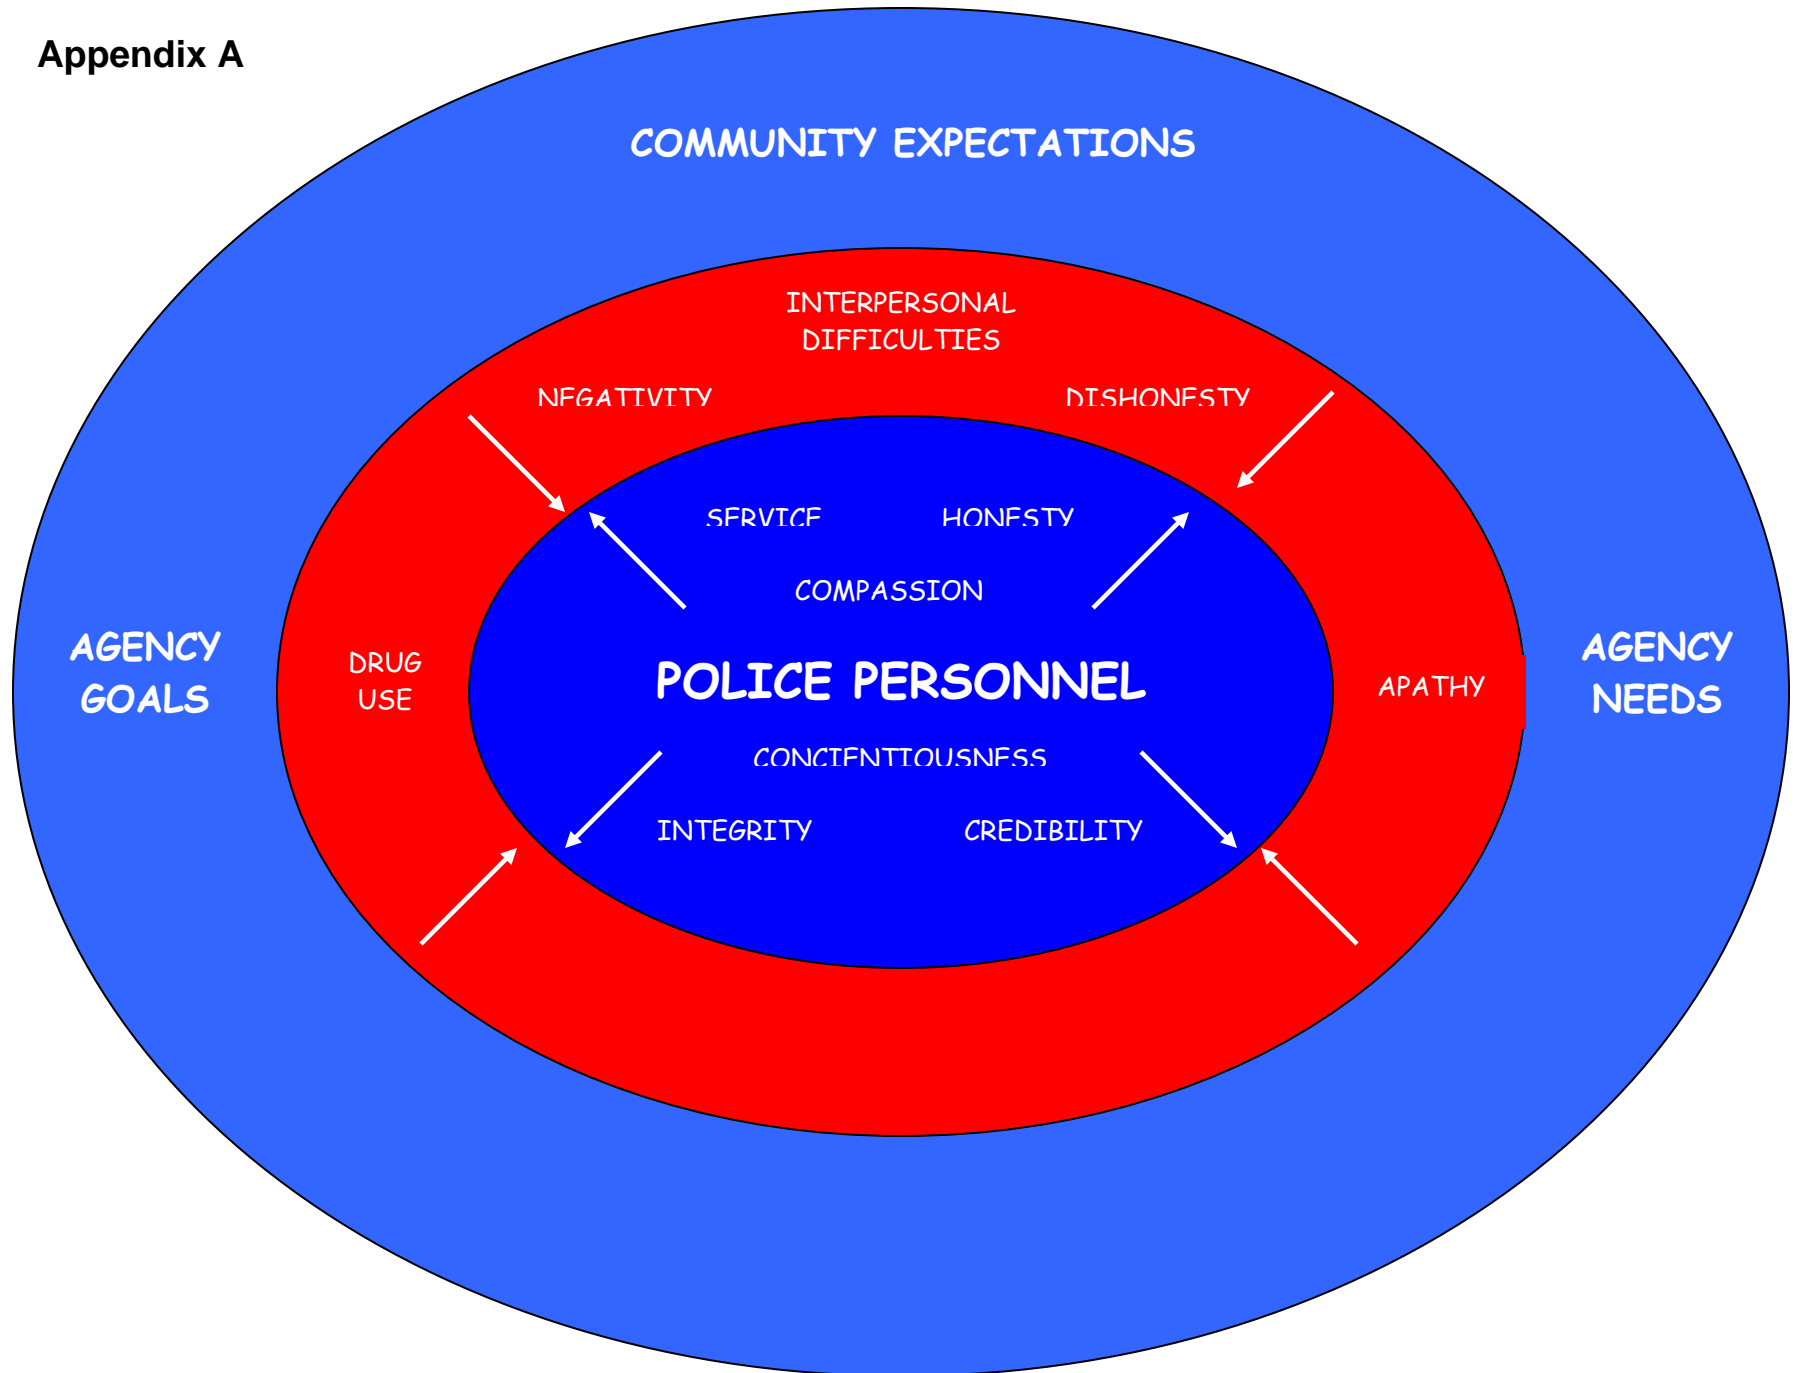 Appendix A
COMMUNITY EXPECTATIONS
INTERPERSONAL
DIFFICULTIES
NEGATIVITY
DISHONESTY
SERVICE
HONESTY
COMPASSION
AGENCY
GOALS
DRUG
USE
POLICE PERSONNEL
APATHY
AGENCY
NEEDS
CONCIENTIOUSNESS
INTEGRITY
CREDIBILITY